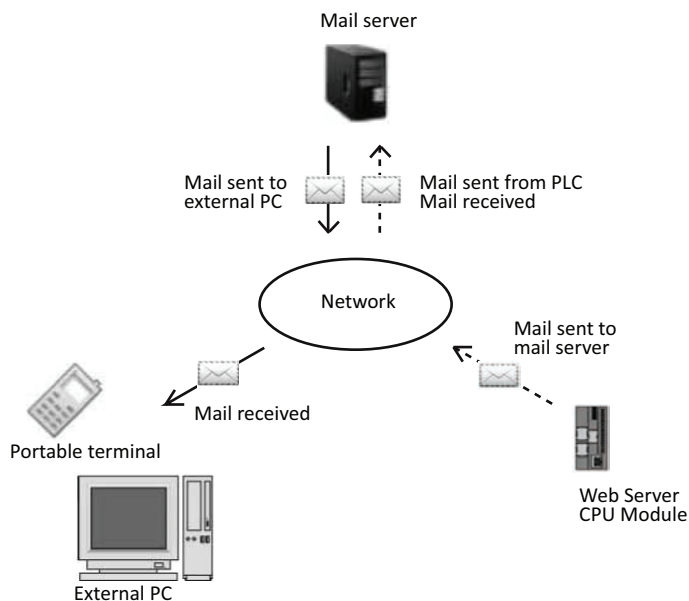 Mail server
Mail sent to
external PC
Mail sent from PLC
Mail received
Network
Mail sent to
mail server
Mail received
Portable terminal
Web Server
CPU Module
External PC